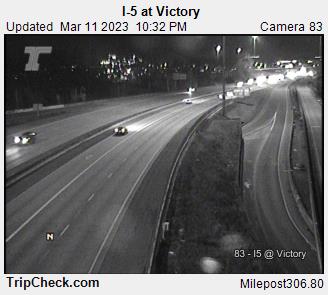 I-5 at Victory
Updated Mar 11 2023 10:32 PM Camera 83
T
N
83 - I5 @ Victory
TripCheck.com Milepost306.80